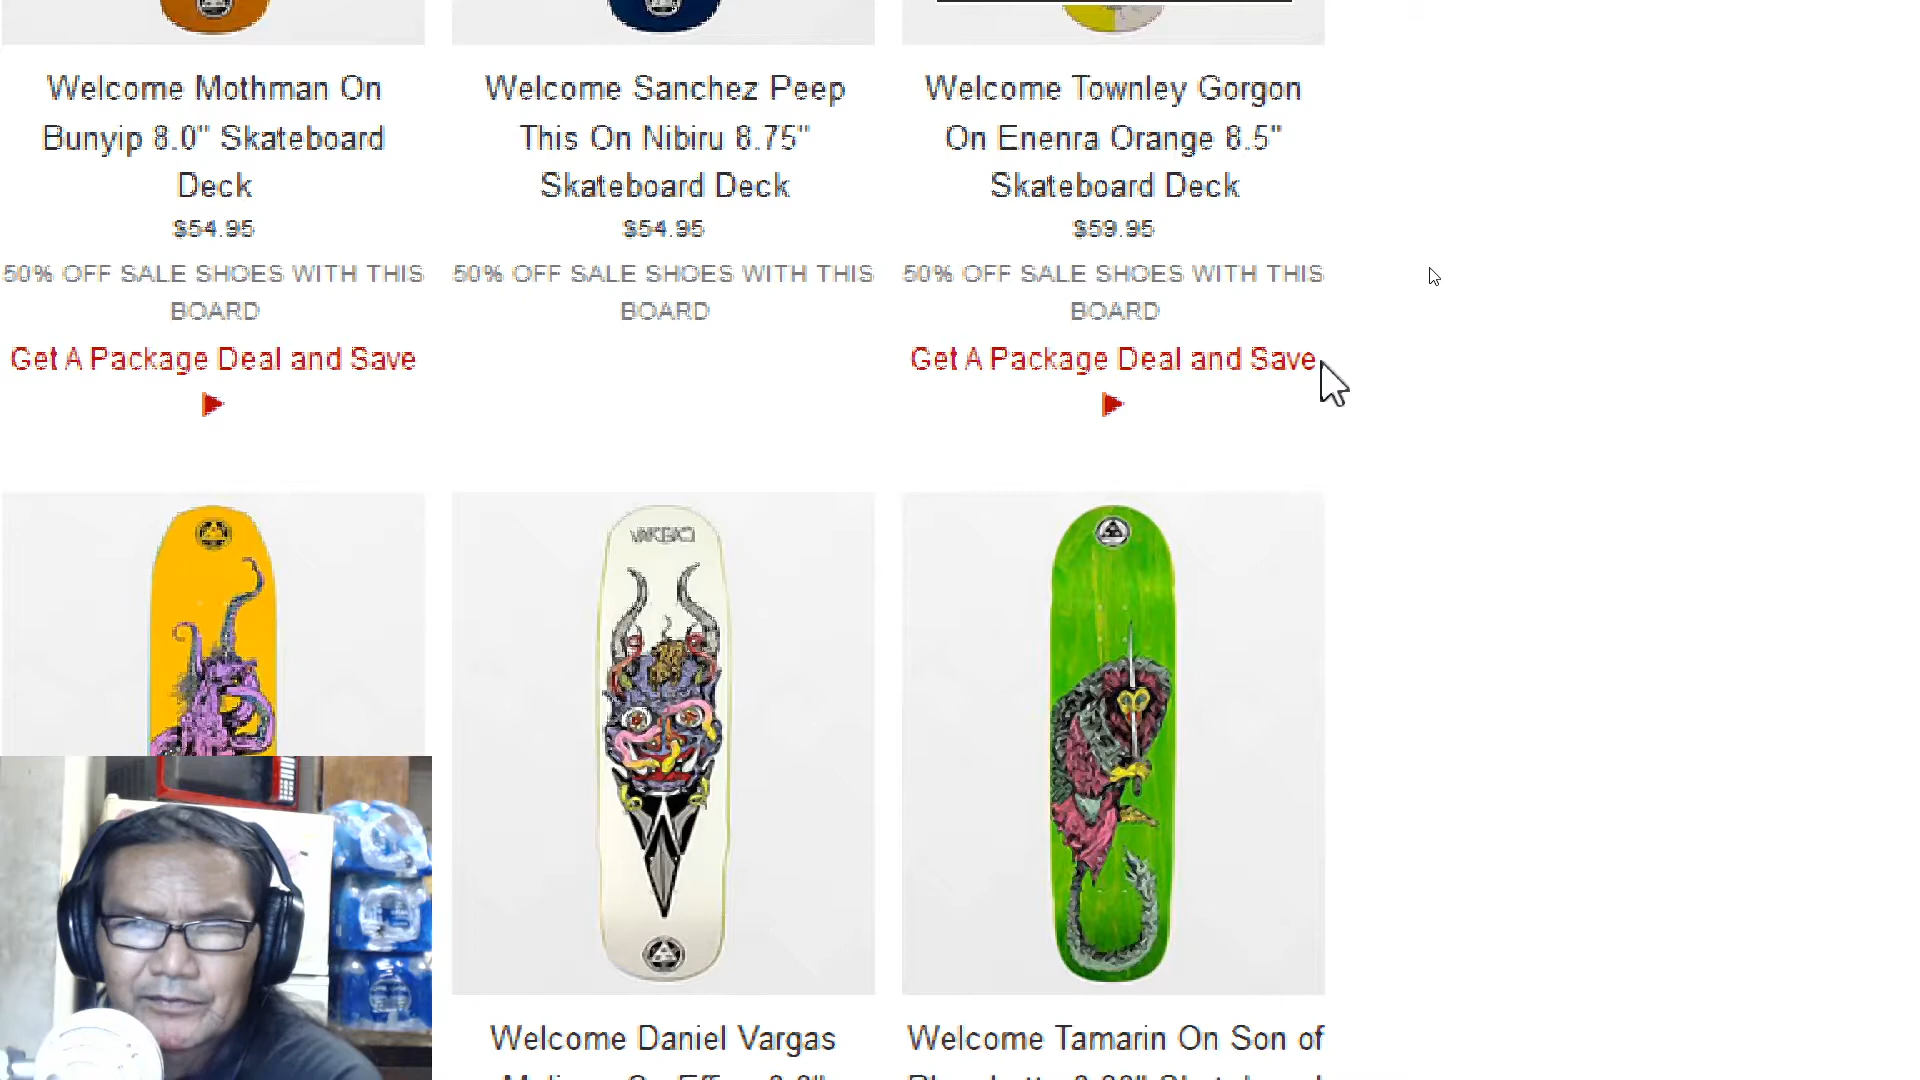 Welcome Mothman On
Bunyip 8.0" Skateboard
Deck
$54.95
50% OFF SALE SHOES WITH THIS
BOARD
Get A Package Deal and Save
Welcome Sanchez Peep
This On Nibiru 8.75"
Skateboard Deck
$54.95
50% OFF SALE SHOES WITH THIS
BOARD
Welcome Townley Gorgon
On Enenra Orange 8.5"
Skateboard Deck
$59.95
50% OFF SALE SHOES WITH THIS
BOARD
Get A Package Deal and Save
Welcome Daniel Vargas
Welcome Tamarin On Son of